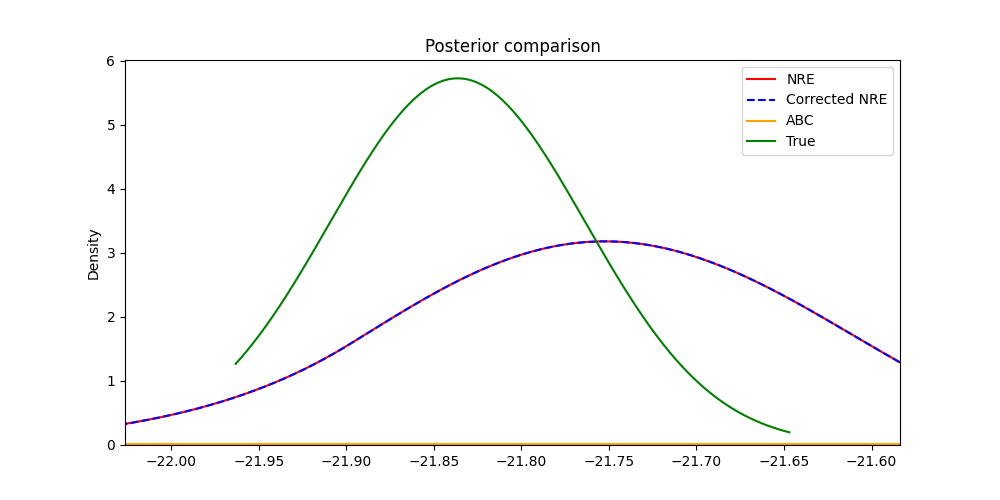 Posterior comparison
NRE
Corrected NRE
ABC
True
Density
6
5
4
3
2
1
0
−22.00 −21.95 −21.90 −21.85 −21.80 −21.75 −21.70 −21.65 −21.60